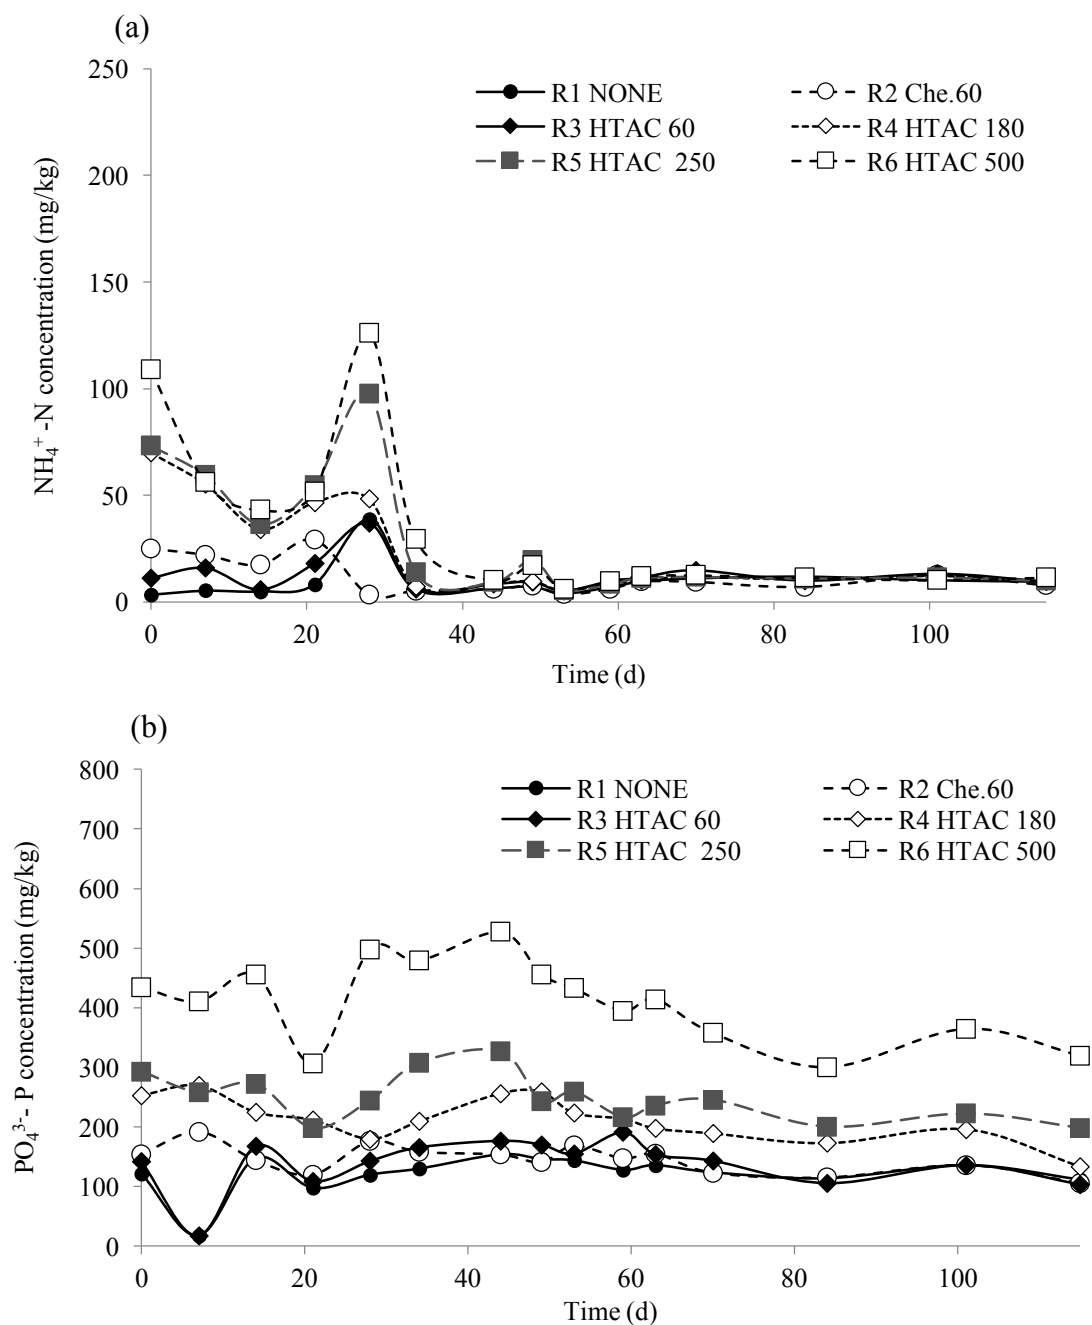 (a)
250
200
150
100
50
0
NH₄⁺ -N concentration (mg/kg)
R1 NONE
R2 Che.60
R3 HTAC 60
R4 HTAC 180
R5 HTAC  250
R6 HTAC 500
0 20 40 60 80 100
Time (d)
(b)
800
700
600
500
400
300
200
100
0
PO₄³⁻- P concentration (mg/kg)
R1 NONE
R2 Che.60
R3 HTAC 60
R4 HTAC 180
R5 HTAC  250
R6 HTAC 500
0 20 40 60 80 100
Time (d)